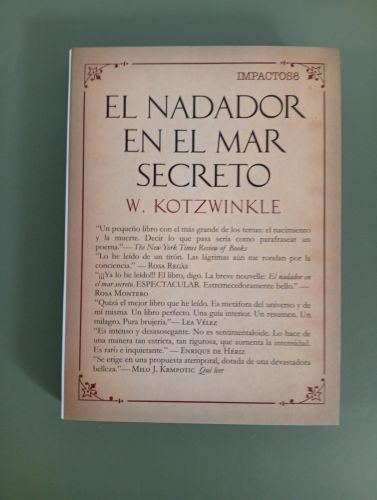 IMPACTOS8
EL NADADOR
EN EL MAR
SECRETO
W. KOTZWINKLE
"Un pequeño libro con el más grande de los temas: el nacimiento
y la muerte. Decir lo que pasa sería como parafrasear un
poema."— The New York Times Review of Books
"Lo he leído de un tirón. Las lágrimas aún me rondan por la
conciencia." — ROSA REGÀS
"¡¡¡Ya lo he leído!! El libro, digo. La breve nouvelle: El nadador en
el mar secreto. ESPECTACULAR. Estremecedoramente bello." —
ROSA MONTERO
"Quizá el mejor libro que he leído. Es metáfora del universo y de
mí misma. Un libro perfecto. Una guía interior. Un resumen. Un
milagro. Pura brujería."— LEA VÉLEZ
"Es intenso y desasosegante. No es sentimentaloide. Lo hace de
una manera tan estricta, tan rigurosa, que aumenta la intensidad.
Es raro e inquietante." — ENRIQUE DE HÉRIZ
"Se erige en una propuesta atemporal, dotada de una devastadora
belleza."— MILO J. KRMPOTIC Qué leer